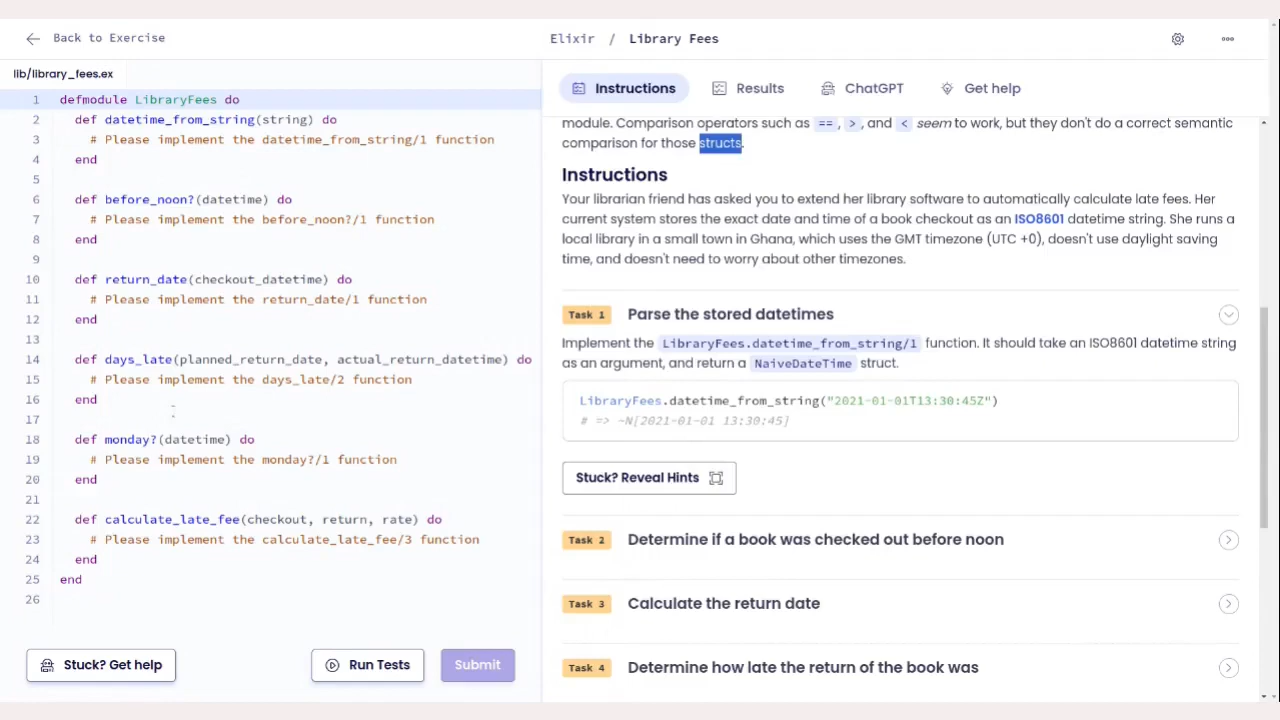 Back to Exercise
Elixir / Library Fees
lib/library_fees.ex
1 defmodule LibraryFees do
2 def datetime_from_string(string) do
3 # Please implement the datetime_from_string/1 function
4 end
5
6 def before_noon?(datetime) do
7 # Please implement the before_noon?/1 function
8 end
9
10 def return_date(checkout_datetime) do
11 # Please implement the return_date/1 function
12 end
13
14 def days_late(planned_return_date, actual_return_datetime) do
15 # Please implement the days_late/2 function
16 end
17
18 def monday?(datetime) do
19 # Please implement the monday?/1 function
20 end
21
22 def calculate_late_fee(checkout, return, rate) do
23 # Please implement the calculate_late_fee/3 function
24 end
25 end
26
Stuck? Get help
Run Tests
Submit
Instructions
Results
ChatGPT
Get help
module. Comparison operators such as ==, >, and < seem to work, but they don't do a correct semantic
comparison for those structs.
Instructions
Your librarian friend has asked you to extend her library software to automatically calculate late fees. Her
current system stores the exact date and time of a book checkout as an ISO8601 datetime string. She runs a
local library in a small town in Ghana, which uses the GMT timezone (UTC +0), doesn't use daylight saving
time, and doesn't need to worry about other timezones.
Task 1 Parse the stored datetimes
Implement the LibraryFees.datetime_from_string/1 function. It should take an ISO8601 datetime string
as an argument, and return a NaiveDateTime struct.
LibraryFees.datetime_from_string("2021-01-01T13:30:45Z")
# => ~N[2021-01-01 13:30:45]
Stuck? Reveal Hints
Task 2 Determine if a book was checked out before noon
Task 3 Calculate the return date
Task 4 Determine how late the return of the book was